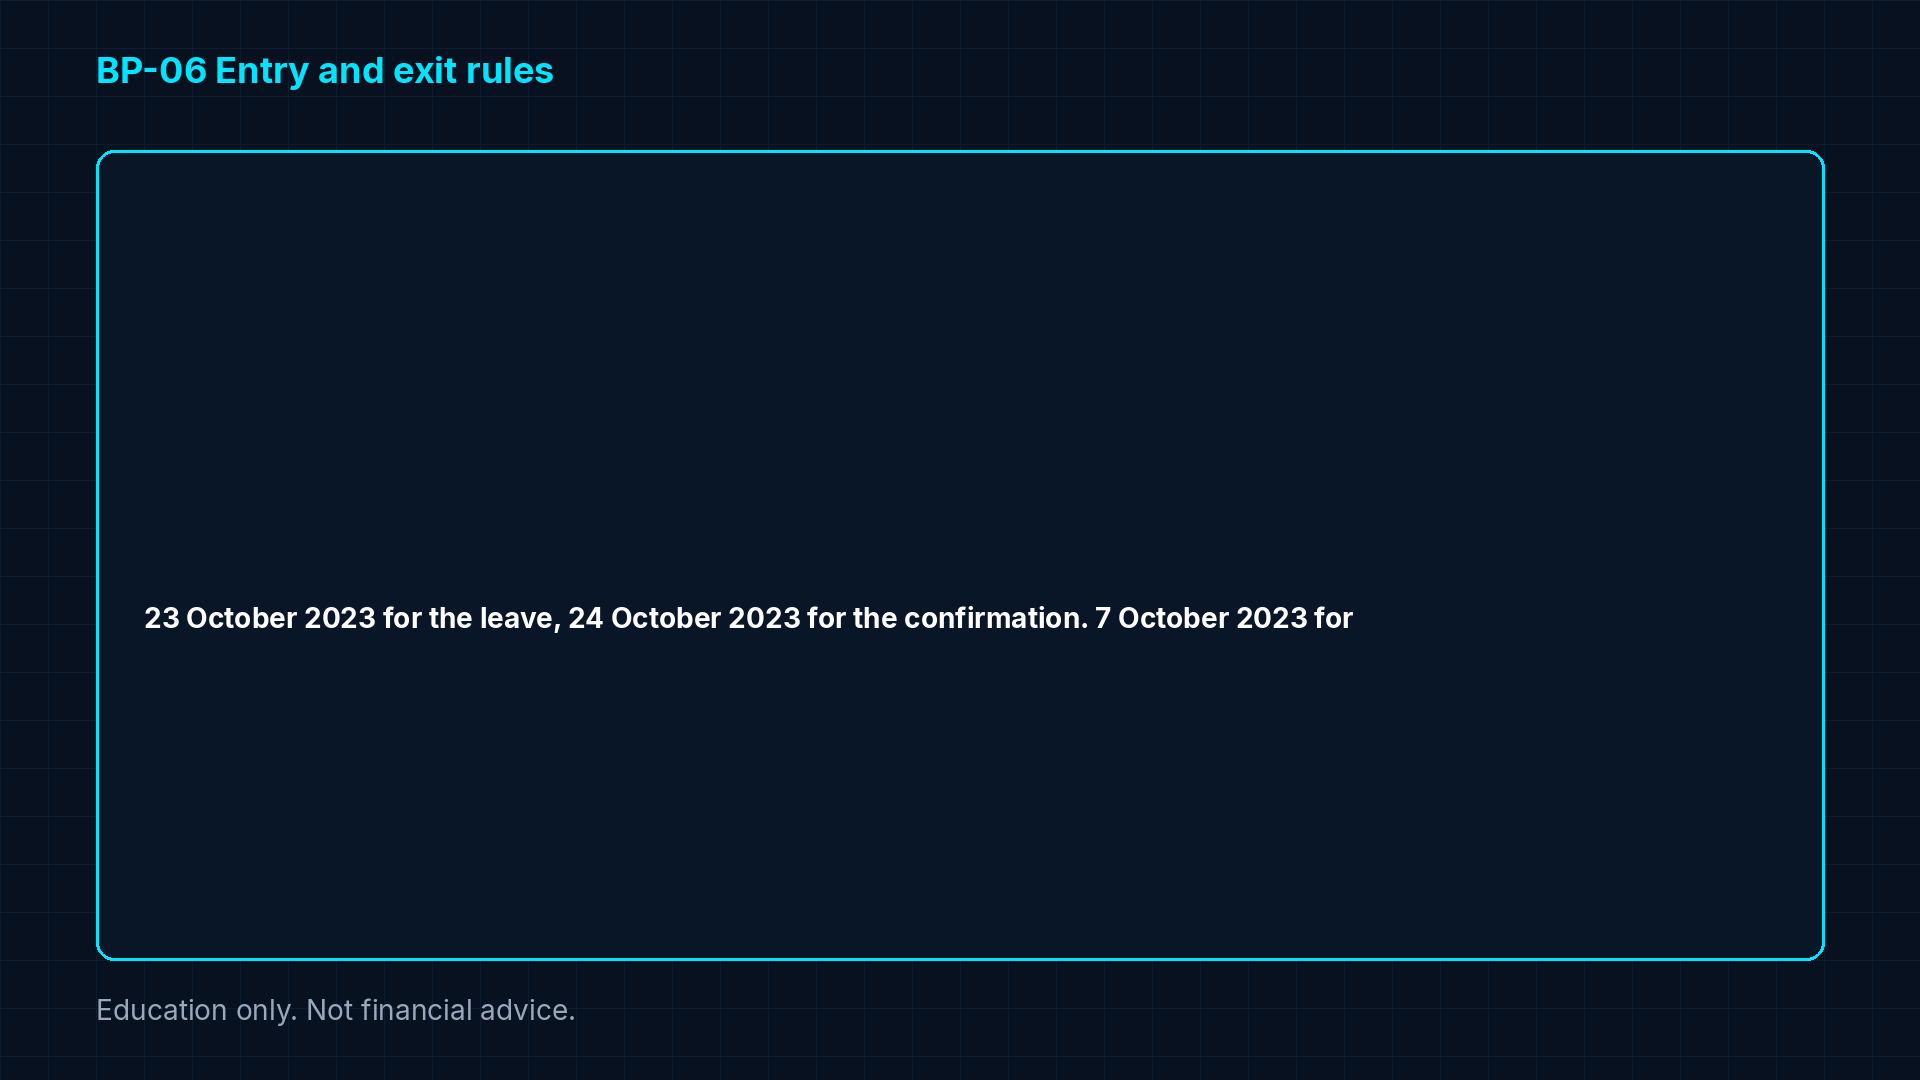 BP-06 Entry and exit rules
23 October 2023 for the leave, 24 October 2023 for the confirmation. 7 October 2023 for
Education only. Not financial advice.